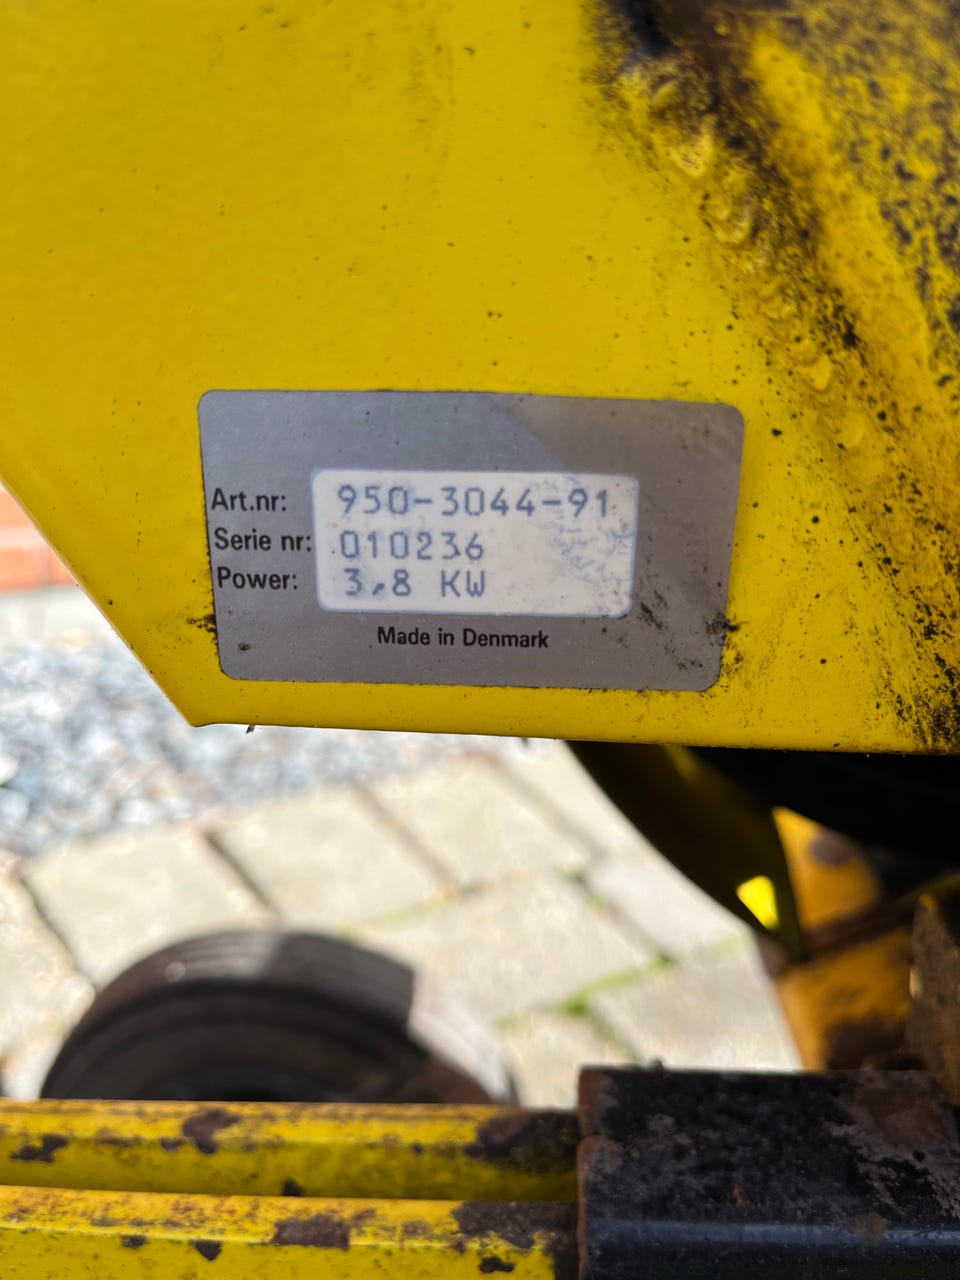 Art.nr: 950-3044-91
Serie nr: 010236
Power: 3,8 KW
Made in Denmark